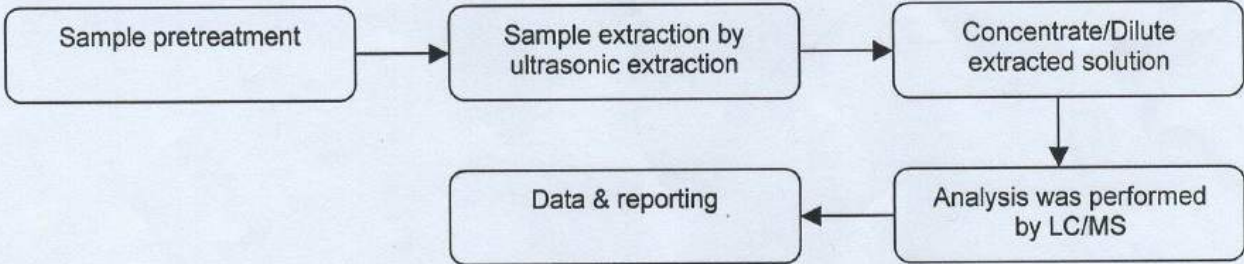 Sample pretreatment
Sample extraction by
ultrasonic extraction
Concentrate/Dilute
extracted solution
Analysis was performed
by LC/MS
Data & reporting